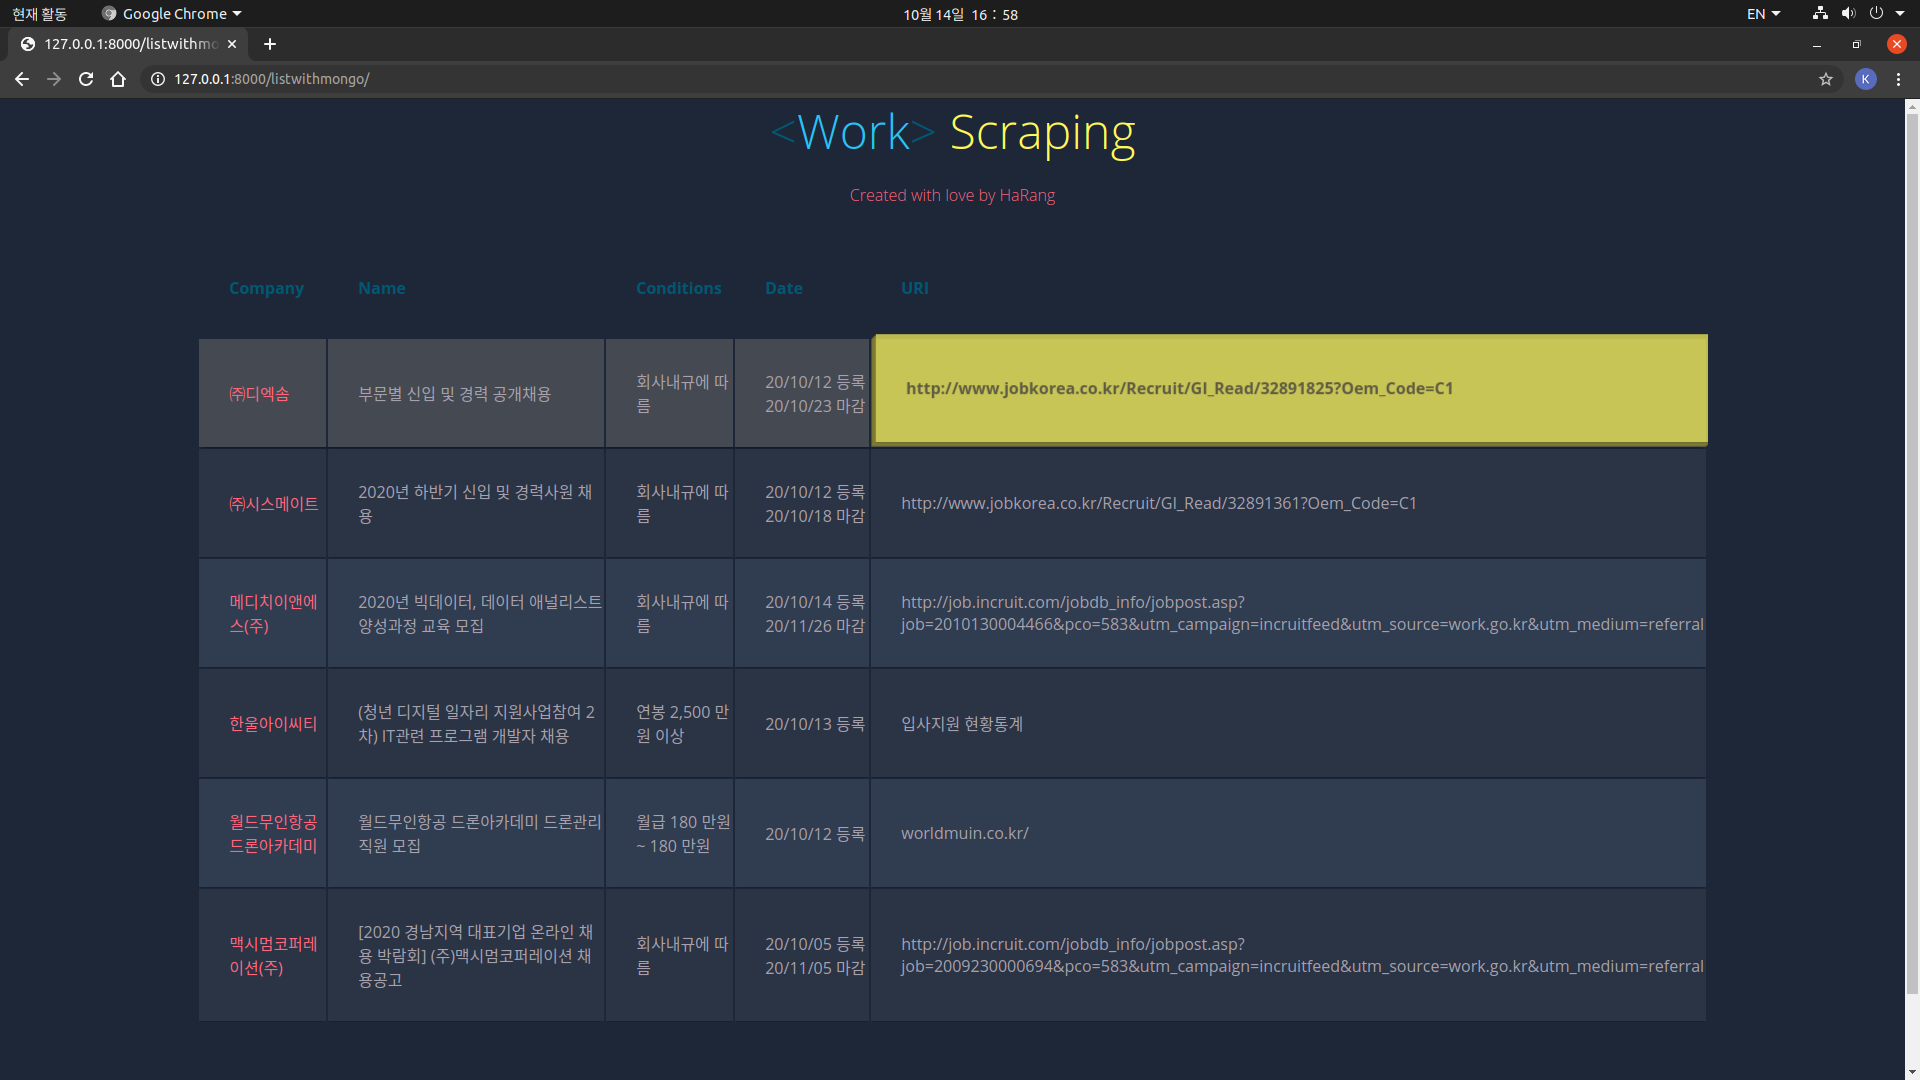 현재 활동 Google Chrome 10월 14일 16 : 58 EN
127.0.0.1:8000/listwithmo
127.0.0.1:8000/listwithmongo/ K
<Work> Scraping
Created with love by HaRang
Company Name Conditions Date URI
㈜디엑솜
부문별 신입 및 경력 공개채용
회사내규에 따
름
20/10/12 등록
20/10/23 마감
http://www.jobkorea.co.kr/Recruit/GI_Read/32891825?Oem_Code=C1
㈜시스메이트
2020년 하반기 신입 및 경력사원 채
용
회사내규에 따
름
20/10/12 등록
20/10/18 마감
http://www.jobkorea.co.kr/Recruit/GI_Read/32891361?Oem_Code=C1
메디치이앤에
스(주)
2020년 빅데이터, 데이터 애널리스트
양성과정 교육 모집
회사내규에 따
름
20/10/14 등록
20/11/26 마감
http://job.incruit.com/jobdb_info/jobpost.asp?
job=2010130004466&pco=583&utm_campaign=incruitfeed&utm_source=work.go.kr&utm_medium=referral
한울아이씨티
(청년 디지털 일자리 지원사업참여 2
차) IT관련 프로그램 개발자 채용
연봉 2,500 만
원 이상
20/10/13 등록
입사지원 현황통계
월드무인항공
드론아카데미
월드무인항공 드론아카데미 드론관리
직원 모집
월급 180 만원
~ 180 만원
20/10/12 등록
worldmuin.co.kr/
맥시멈코퍼레
이션(주)
[2020 경남지역 대표기업 온라인 채
용 박람회] (주)맥시멈코퍼레이션 채
용공고
회사내규에 따
름
20/10/05 등록
20/11/05 마감
http://job.incruit.com/jobdb_info/jobpost.asp?
job=2009230000694&pco=583&utm_campaign=incruitfeed&utm_source=work.go.kr&utm_medium=referral